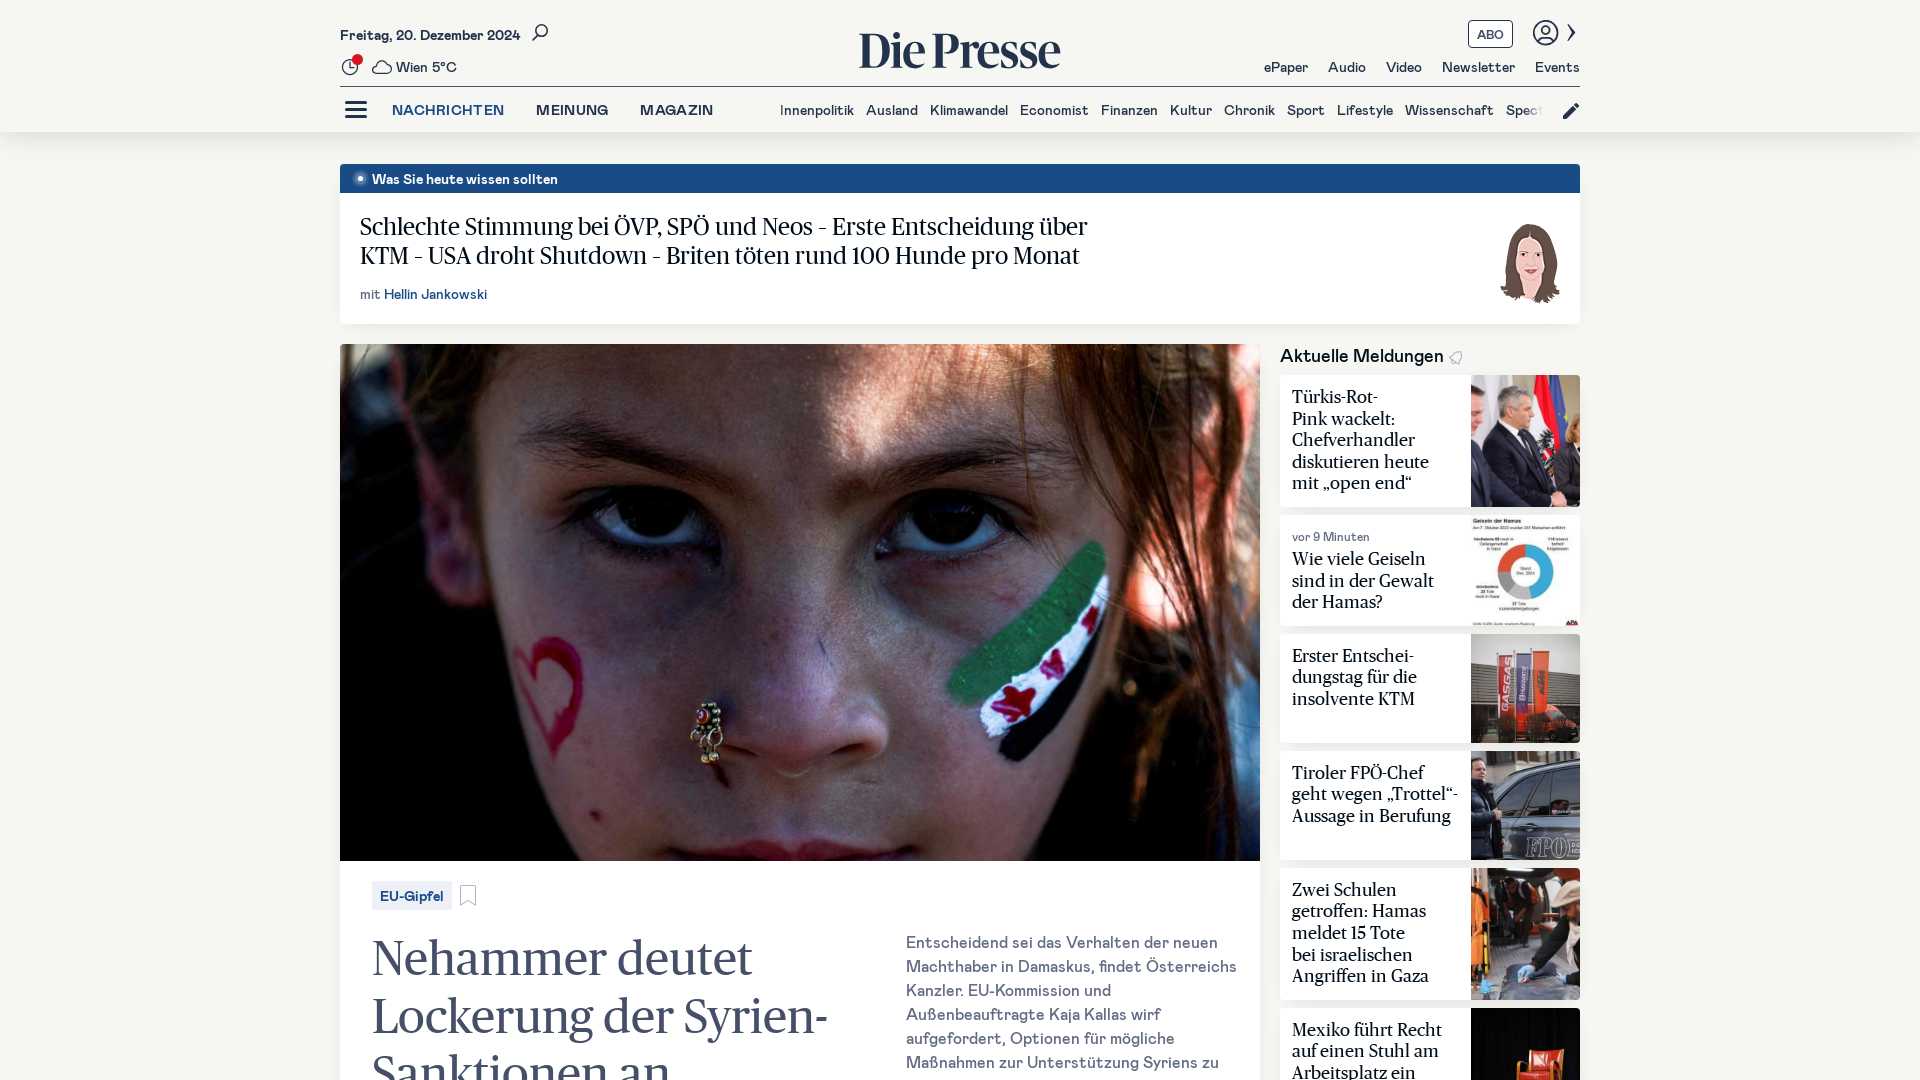 Freitag, 20. Dezember 2024
Wien 5°C
Die Presse
ABO
ePaper Audio Video Newsletter Events
NACHRICHTEN MEINUNG MAGAZIN
Innenpolitik Ausland Klimawandel Economist Finanzen Kultur Chronik Sport Lifestyle Wissenschaft Spect
Was Sie heute wissen sollten
Schlechte Stimmung bei ÖVP, SPÖ und Neos – Erste Entscheidung über
KTM – USA droht Shutdown – Briten töten rund 100 Hunde pro Monat
mit Hellin Jankowski
EU-Gipfel
Nehammer deutet
Lockerung der Syrien-
Sanktionen an
Entscheidend sei das Verhalten der neuen
Machthaber in Damaskus, findet Österreichs
Kanzler. EU-Kommission und
Außenbeauftragte Kaja Kallas wirf
aufgefordert, Optionen für mögliche
Maßnahmen zur Unterstützung Syriens zu
Aktuelle Meldungen
Türkis-Rot-
Pink wackelt:
Chefverhandler
diskutieren heute
mit „open end“
vor 9 Minuten
Wie viele Geiseln
sind in der Gewalt
der Hamas?
Geiseln der Hamas
Erster Entschei-
dungstag für die
insolvente KTM
GASGAS
KTM
Tiroler FPÖ-Chef
geht wegen „Trottel“-
Aussage in Berufung
FPÖ
Zwei Schulen
getroffen: Hamas
meldet 15 Tote
bei israelischen
Angriffen in Gaza
Mexiko führt Recht
auf einen Stuhl am
Arbeitsplatz ein